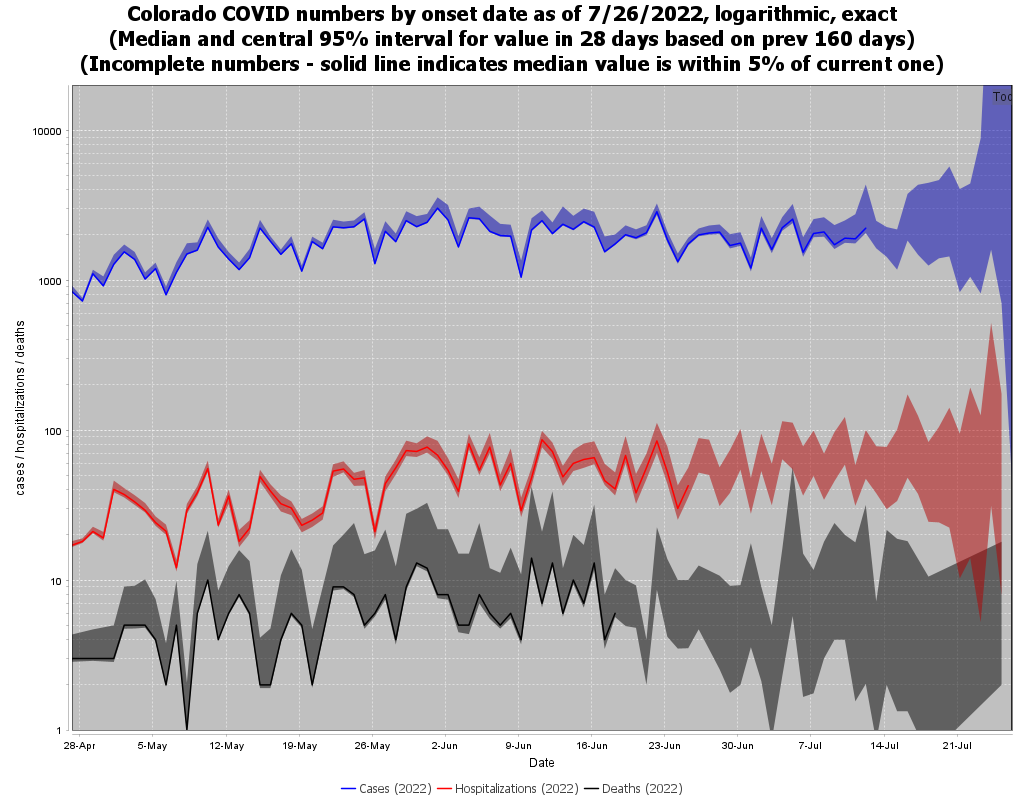 Colorado COVID numbers by onset date as of 7/26/2022, logarithmic, exact
(Median and central 95% interval for value in 28 days based on prev 160 days)
(Incomplete numbers - solid line indicates median value is within 5% of current one)
cases / hospitalizations / deaths
10000
1000
100
10
1
28-Apr 5-May 12-May 19-May 26-May 2-Jun 9-Jun 16-Jun 23-Jun 30-Jun 7-Jul 14-Jul 21-Jul
Date
Cases (2022) Hospitalizations (2022) Deaths (2022)